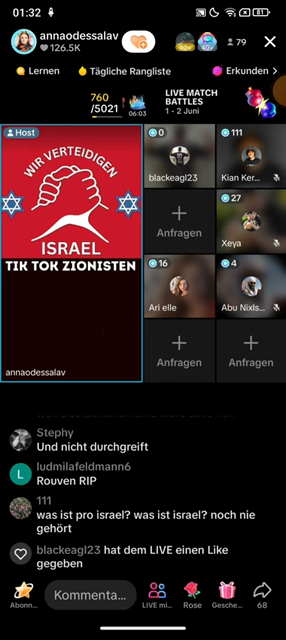 01:32
81
annaodessalav
126.5K
40+
40+
79
Lernen
Tägliche Rangliste
Erkunden
760
/5021
06:03
LIVE MATCH
BATTLES
1 - 2 Juni
Host
WIR VERTEIDIGEN
ISRAEL
TIK TOK ZIONISTEN
annaodessalav
0
blackeagl23
111
Kian Ker...
Anfragen
27
Xeya
16
Ari elle
4
Abu Nixls...
Anfragen
Anfragen
Stephy
Und nicht durchgreift
L
ludmilafeldmann6
Rouven RIP
111
was ist pro israel? was ist israel? noch nie
gehört
blackeagl23 hat dem LIVE einen Like
gegeben
Abonn...
Kommenta...
LIVE mi...
Rose
Gesche...
68